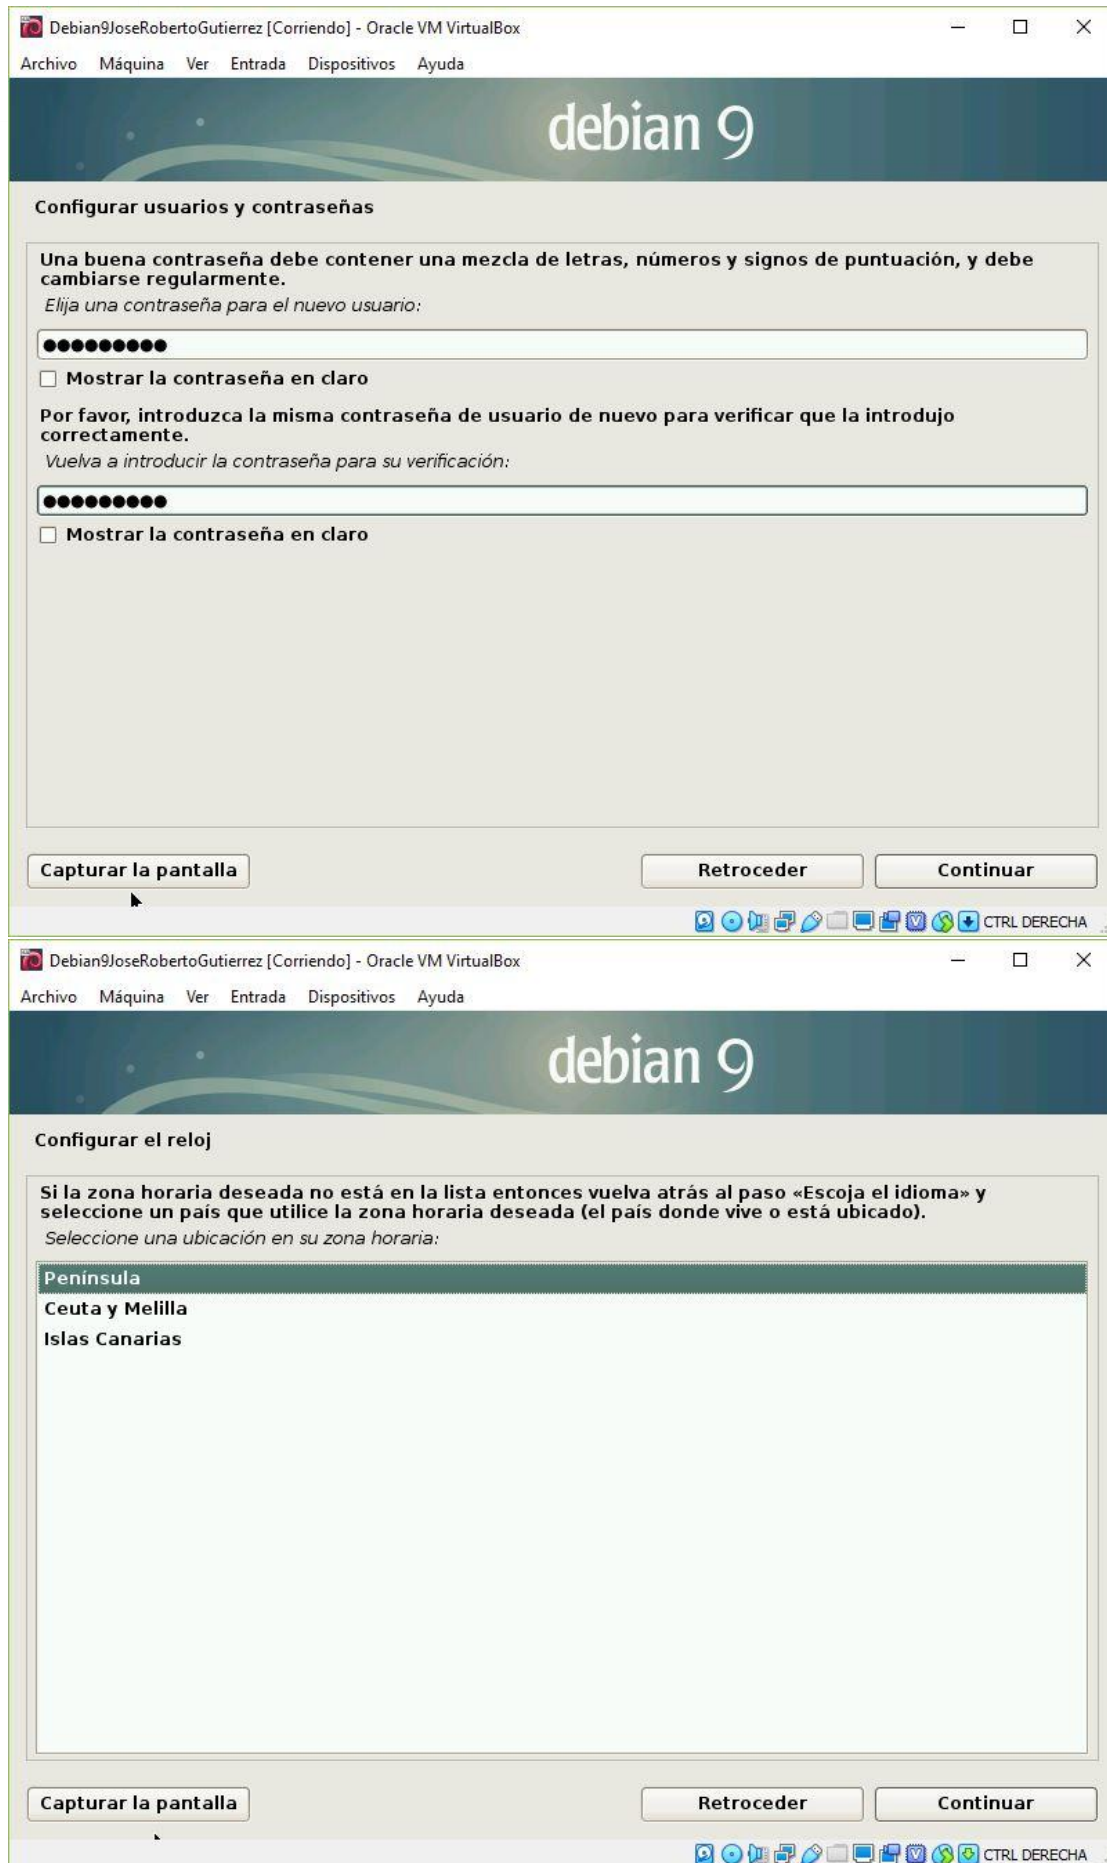 Debian9JoseRobertoGutierrez [Corriendo] - Oracle VM VirtualBox
Archivo Máquina Ver Entrada Dispositivos Ayuda
debian 9
Configurar usuarios y contraseñas
Una buena contraseña debe contener una mezcla de letras, números y signos de puntuación, y debe
cambiarse regularmente.
Elija una contraseña para el nuevo usuario:
●●●●●●●●●
Mostrar la contraseña en claro
Por favor, introduzca la misma contraseña de usuario de nuevo para verificar que la introdujo
correctamente.
Vuelva a introducir la contraseña para su verificación:
●●●●●●●●●
Mostrar la contraseña en claro
Capturar la pantalla Retroceder Continuar
CTRL DERECHA
Debian9JoseRobertoGutierrez [Corriendo] - Oracle VM VirtualBox
Archivo Máquina Ver Entrada Dispositivos Ayuda
debian 9
Configurar el reloj
Si la zona horaria deseada no está en la lista entonces vuelva atrás al paso «Escoja el idioma» y
seleccione un país que utilice la zona horaria deseada (el país donde vive o está ubicado).
Seleccione una ubicación en su zona horaria:
Península
Ceuta y Melilla
Islas Canarias
Capturar la pantalla Retroceder Continuar
CTRL DERECHA